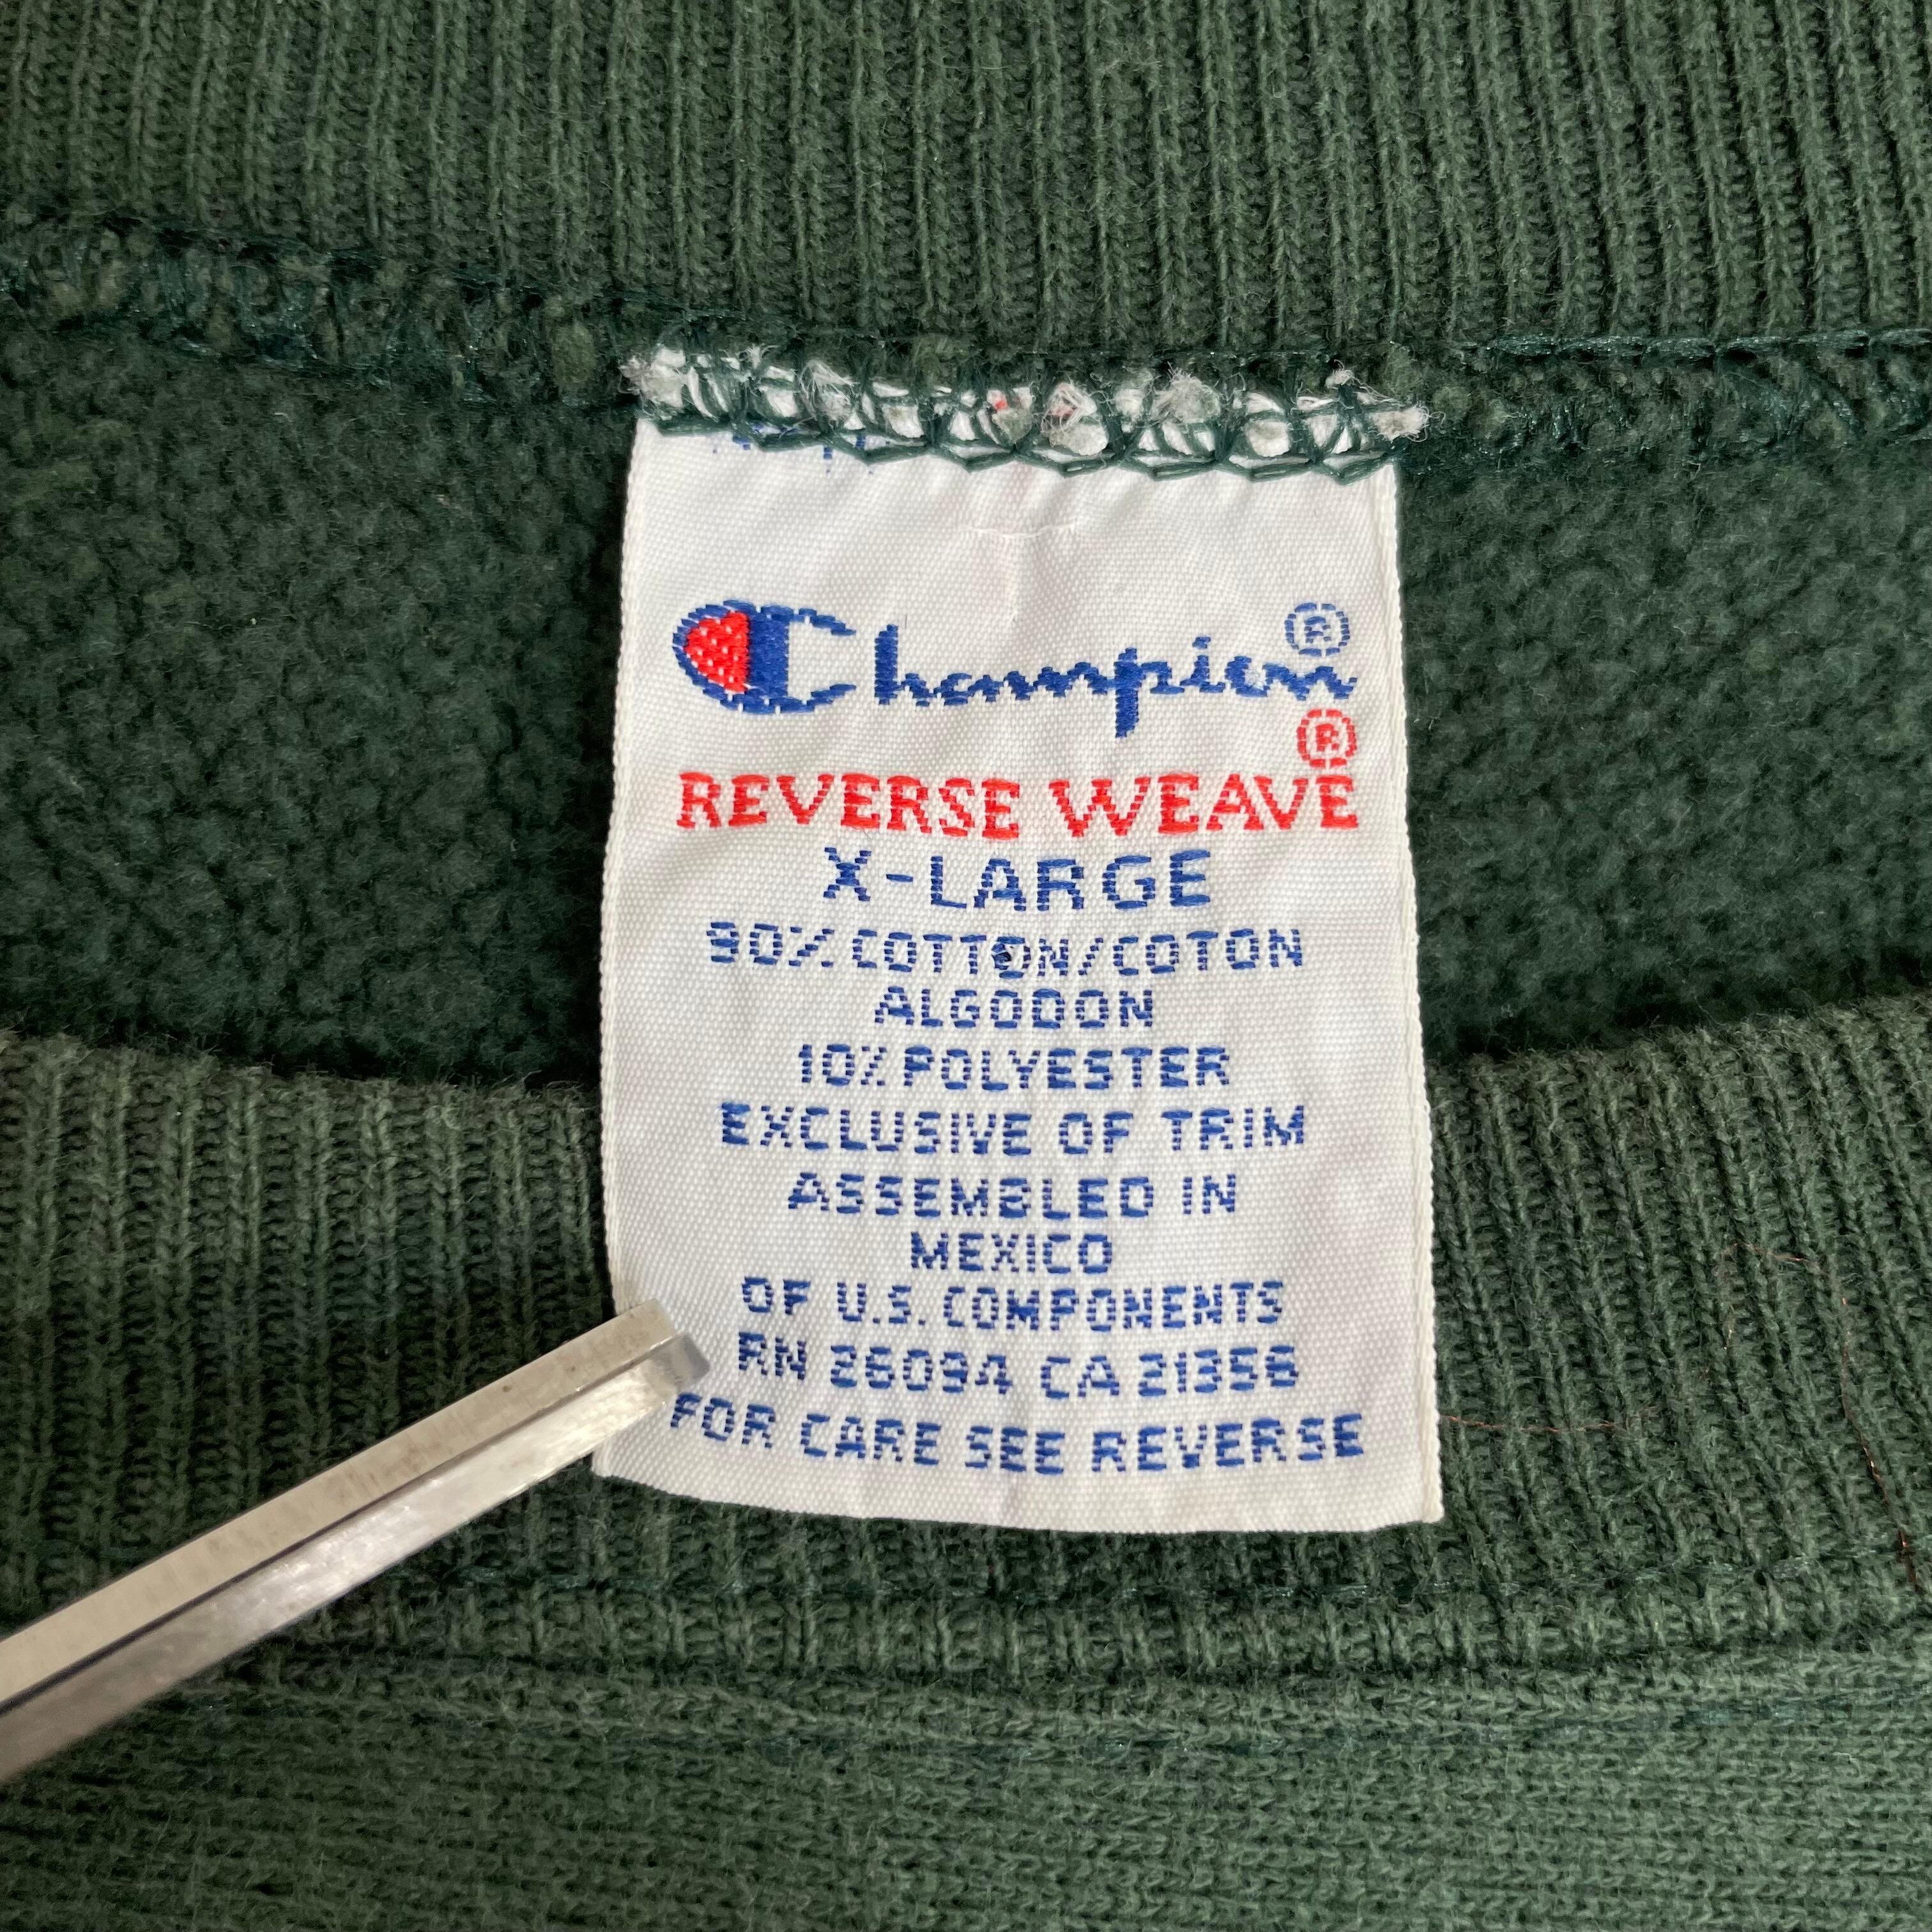 Champion®
REVERSE WEAVE®
X-LARGE
90% COTTON/COTON
ALGODON
10% POLYESTER
EXCLUSIVE OF TRIM
ASSEMBLED IN
MEXICO
OF U.S. COMPONENTS
RN 26094 CA 21356
FOR CARE SEE REVERSE